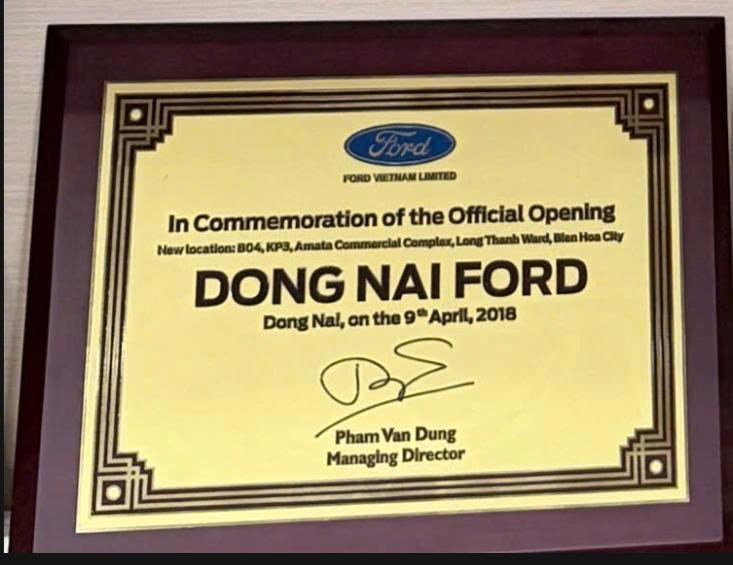 Ford
FORD VIETNAM LIMITED
In Commemoration of the Official Opening
New location: B04, KP3, Amata Commercial Complex, Long Thanh Ward, Bien Hoa City
DONG NAI FORD
Dong Nai, on the 9th April, 2018
Pham Van Dung
Managing Director